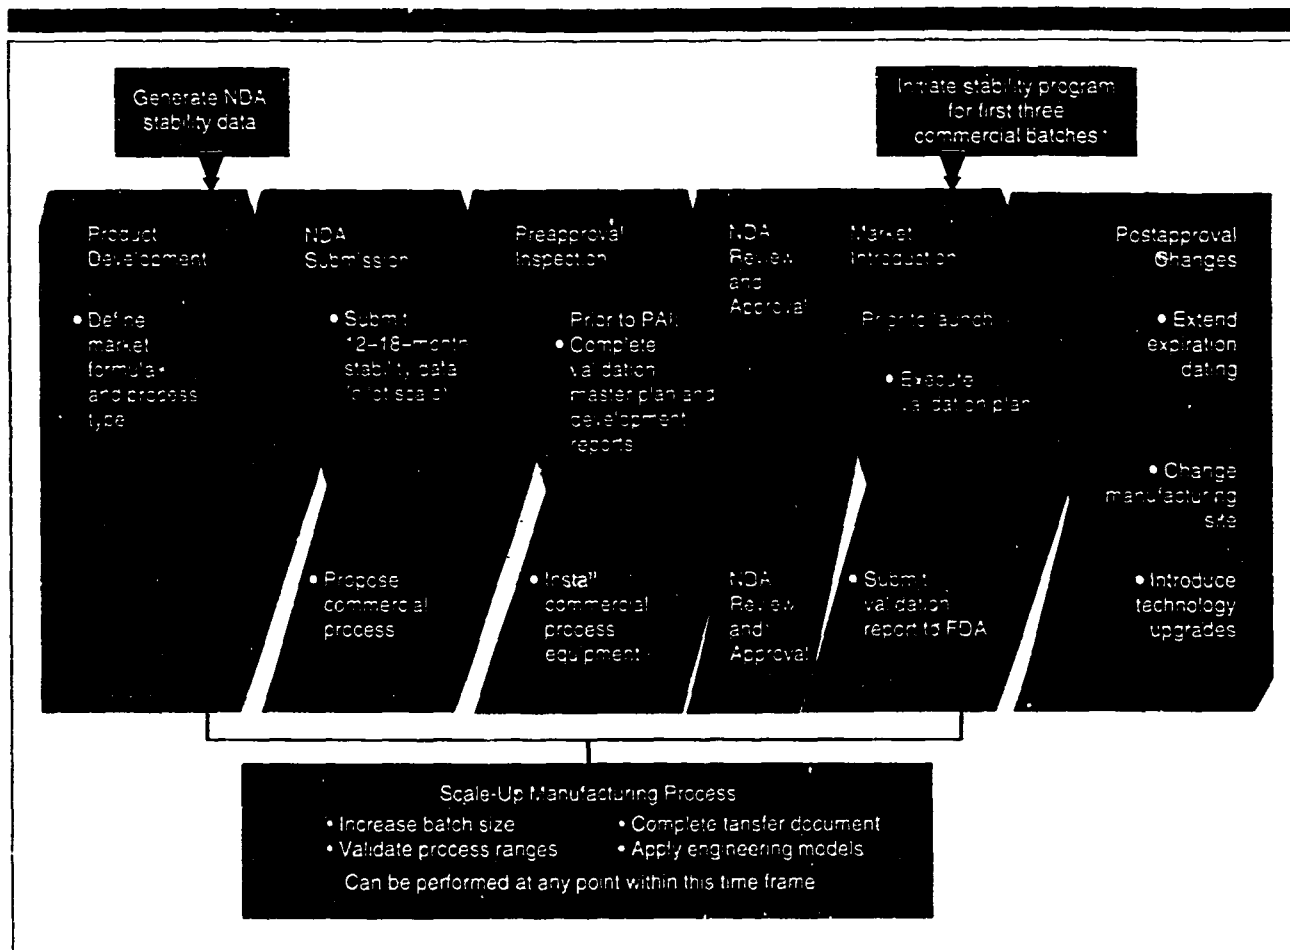 Generate NDA
stability data
Initiate stability program
for first three
commercial batches
Product
Development
• Define
market
formula
and process
type
NDA
Submission
• Submit
12–18–month
stability data
(pilot scale)
• Propose
commercial
process
Preapproval
Inspection
Prior to PAI:
• Complete
validation
master plan and
development
reports
• Install
commercial
process
equipment
NDA
Review
and
Approval
NDA
Review
and
Approval
Market
Introduction
Prior to launch
• Execute
validation plan
• Submit
validation
report to FDA
Postapproval
Changes
• Extend
expiration
dating
• Change
manufacturing
site
• Introduce
technology
upgrades
Scale-Up Manufacturing Process
• Increase batch size
• Validate process ranges
• Complete tansfer document
• Apply engineering models
Can be performed at any point within this time frame